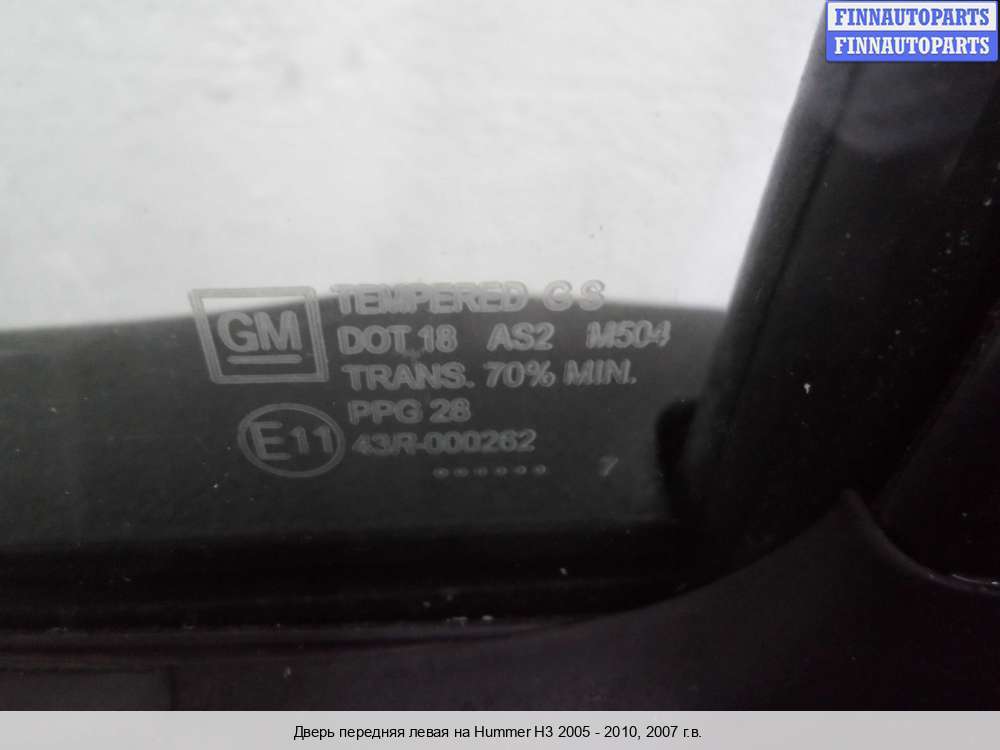 FINNAUTOPARTS
FINNAUTOPARTS
GM
TEMPERED G S
DOT 18 AS2 M504
TRANS. 70% MIN.
PPG 28
E11 43R-000262
...... 7
Дверь передняя левая на Hummer H3 2005 - 2010, 2007 г.в.